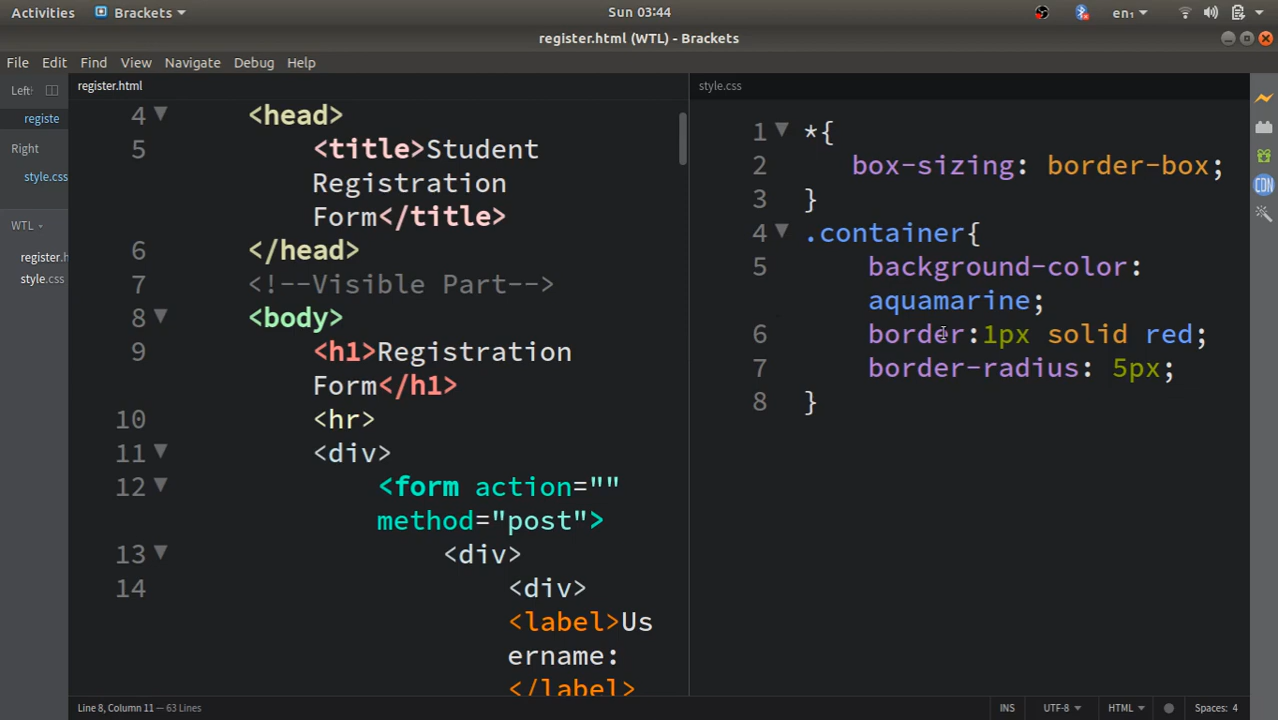 Activities Brackets Sun 03:44 en1
register.html (WTL) - Brackets
File Edit Find View Navigate Debug Help
Left
registe
Right
style.css
WTL
register.h
style.css
register.html
4 <head>
5 <title>Student
Registration
Form</title>
6 </head>
7 <!--Visible Part-->
8 <body>
9 <h1>Registration
Form</h1>
10 <hr>
11 <div>
12 <form action=""
method="post">
13 <div>
14 <div>
<label>Us
ername:
</label>
style.css
1 *{
2 box-sizing: border-box;
3 }
4 .container{
5 background-color:
aquamarine;
6 border:1px solid red;
7 border-radius: 5px;
8 }
CDN
Line 8, Column 11 — 63 Lines
INS UTF-8 HTML Spaces: 4